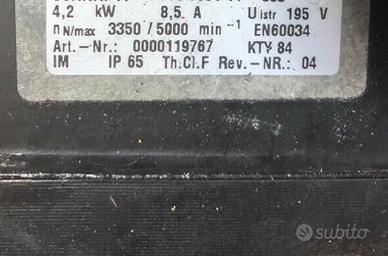 4,2 kW 8,5 A Uistr 195 V
nN/max 3350 / 5000 min -1 EN60034
Art.-Nr.: 0000119767 KTY 84
IM IP 65 Th.Cl.F Rev.-NR.: 04
subito